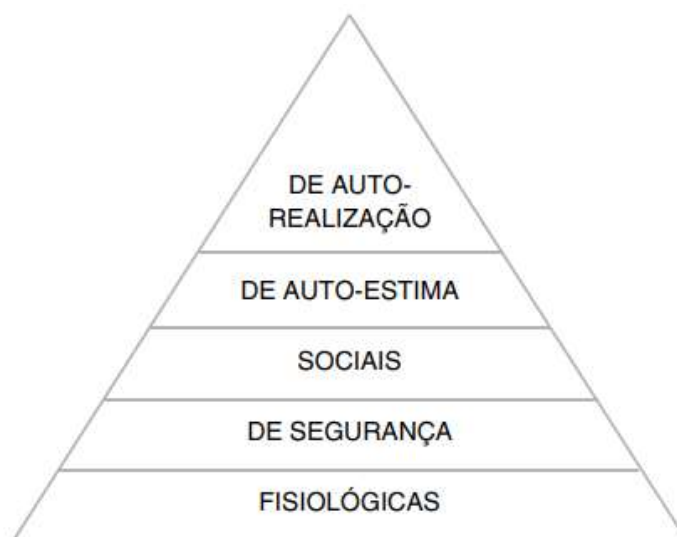 DE AUTO-
REALIZAÇÃO
DE AUTO-ESTIMA
SOCIAIS
DE SEGURANÇA
FISIOLÓGICAS